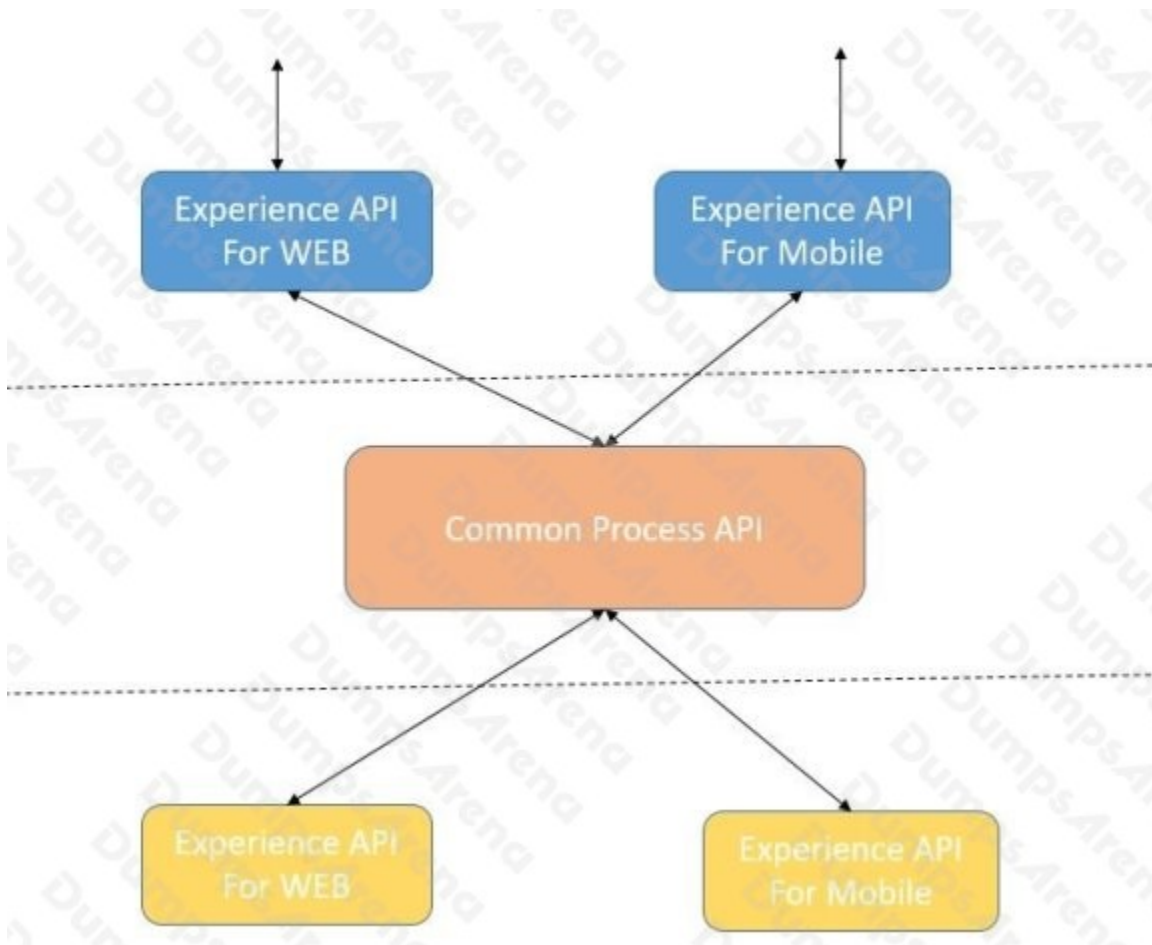 Experience API
For WEB
Experience API
For Mobile
Common Process API
Experience API
For WEB
Experience API
For Mobile
DumpsArena